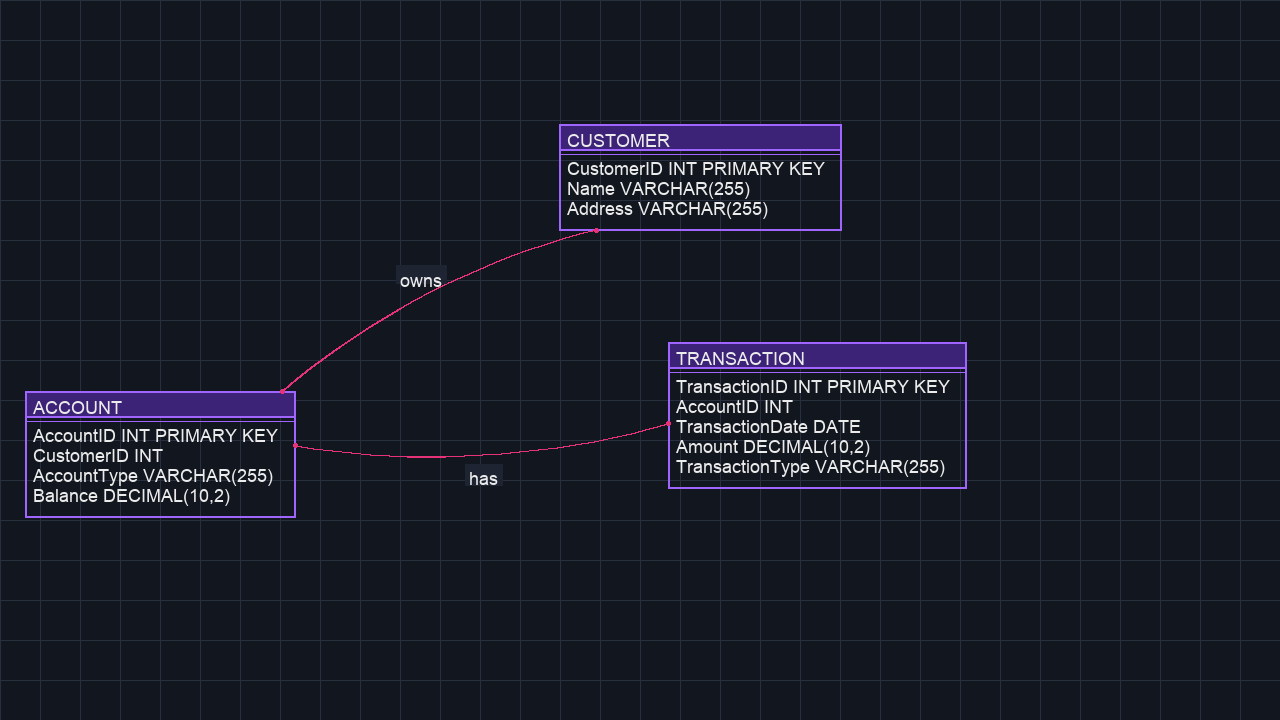 CUSTOMER
CustomerID INT PRIMARY KEY
Name VARCHAR(255)
Address VARCHAR(255)
owns
TRANSACTION
TransactionID INT PRIMARY KEY
AccountID INT
TransactionDate DATE
Amount DECIMAL(10,2)
TransactionType VARCHAR(255)
ACCOUNT
AccountID INT PRIMARY KEY
CustomerID INT
AccountType VARCHAR(255)
Balance DECIMAL(10,2)
has